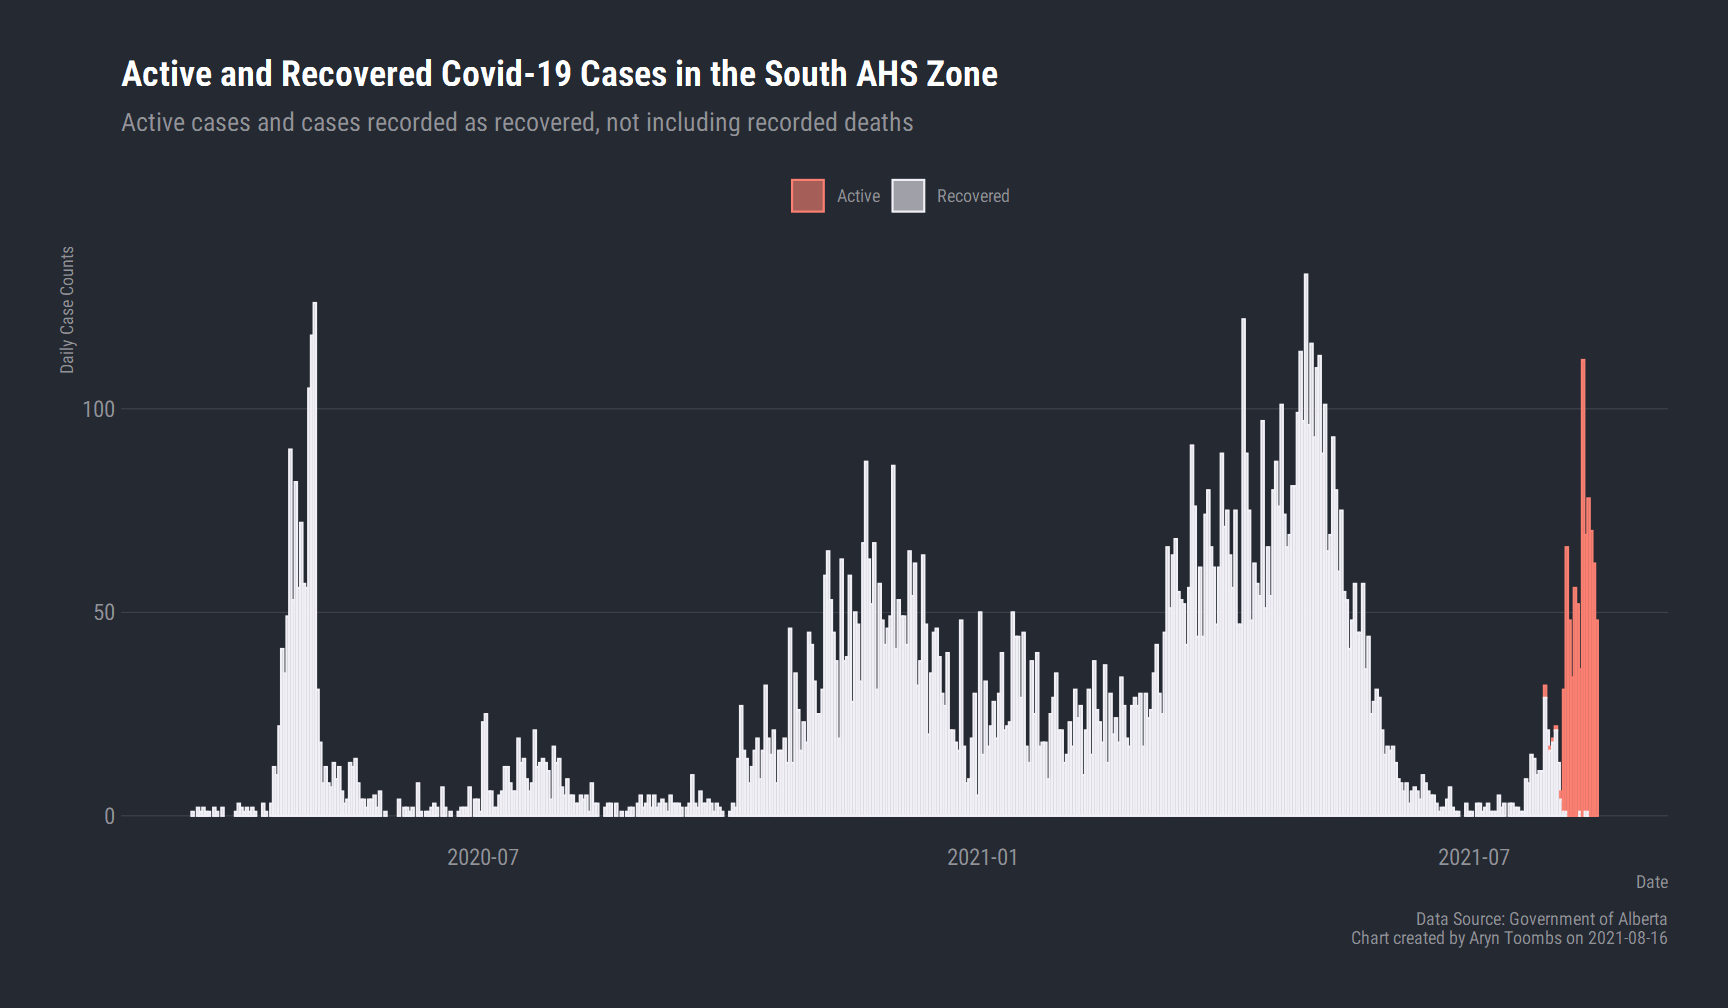 Active and Recovered Covid-19 Cases in the South AHS Zone
Active cases and cases recorded as recovered, not including recorded deaths
Active
Recovered
Daily Case Counts
100
50
0
2020-07
2021-01
2021-07
Date
Data Source: Government of Alberta
Chart created by Aryn Toombs on 2021-08-16